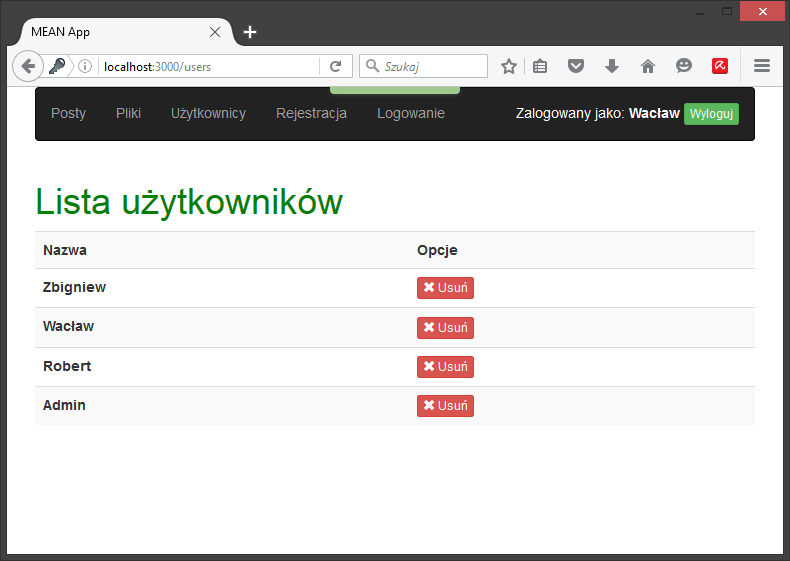 MEAN App
localhost:3000/users
Szukaj
Posty Pliki Użytkownicy Rejestracja Logowanie Zalogowany jako: Wacław Wyloguj
Lista użytkowników
Nazwa Opcje
Zbigniew Usuń
Wacław Usuń
Robert Usuń
Admin Usuń